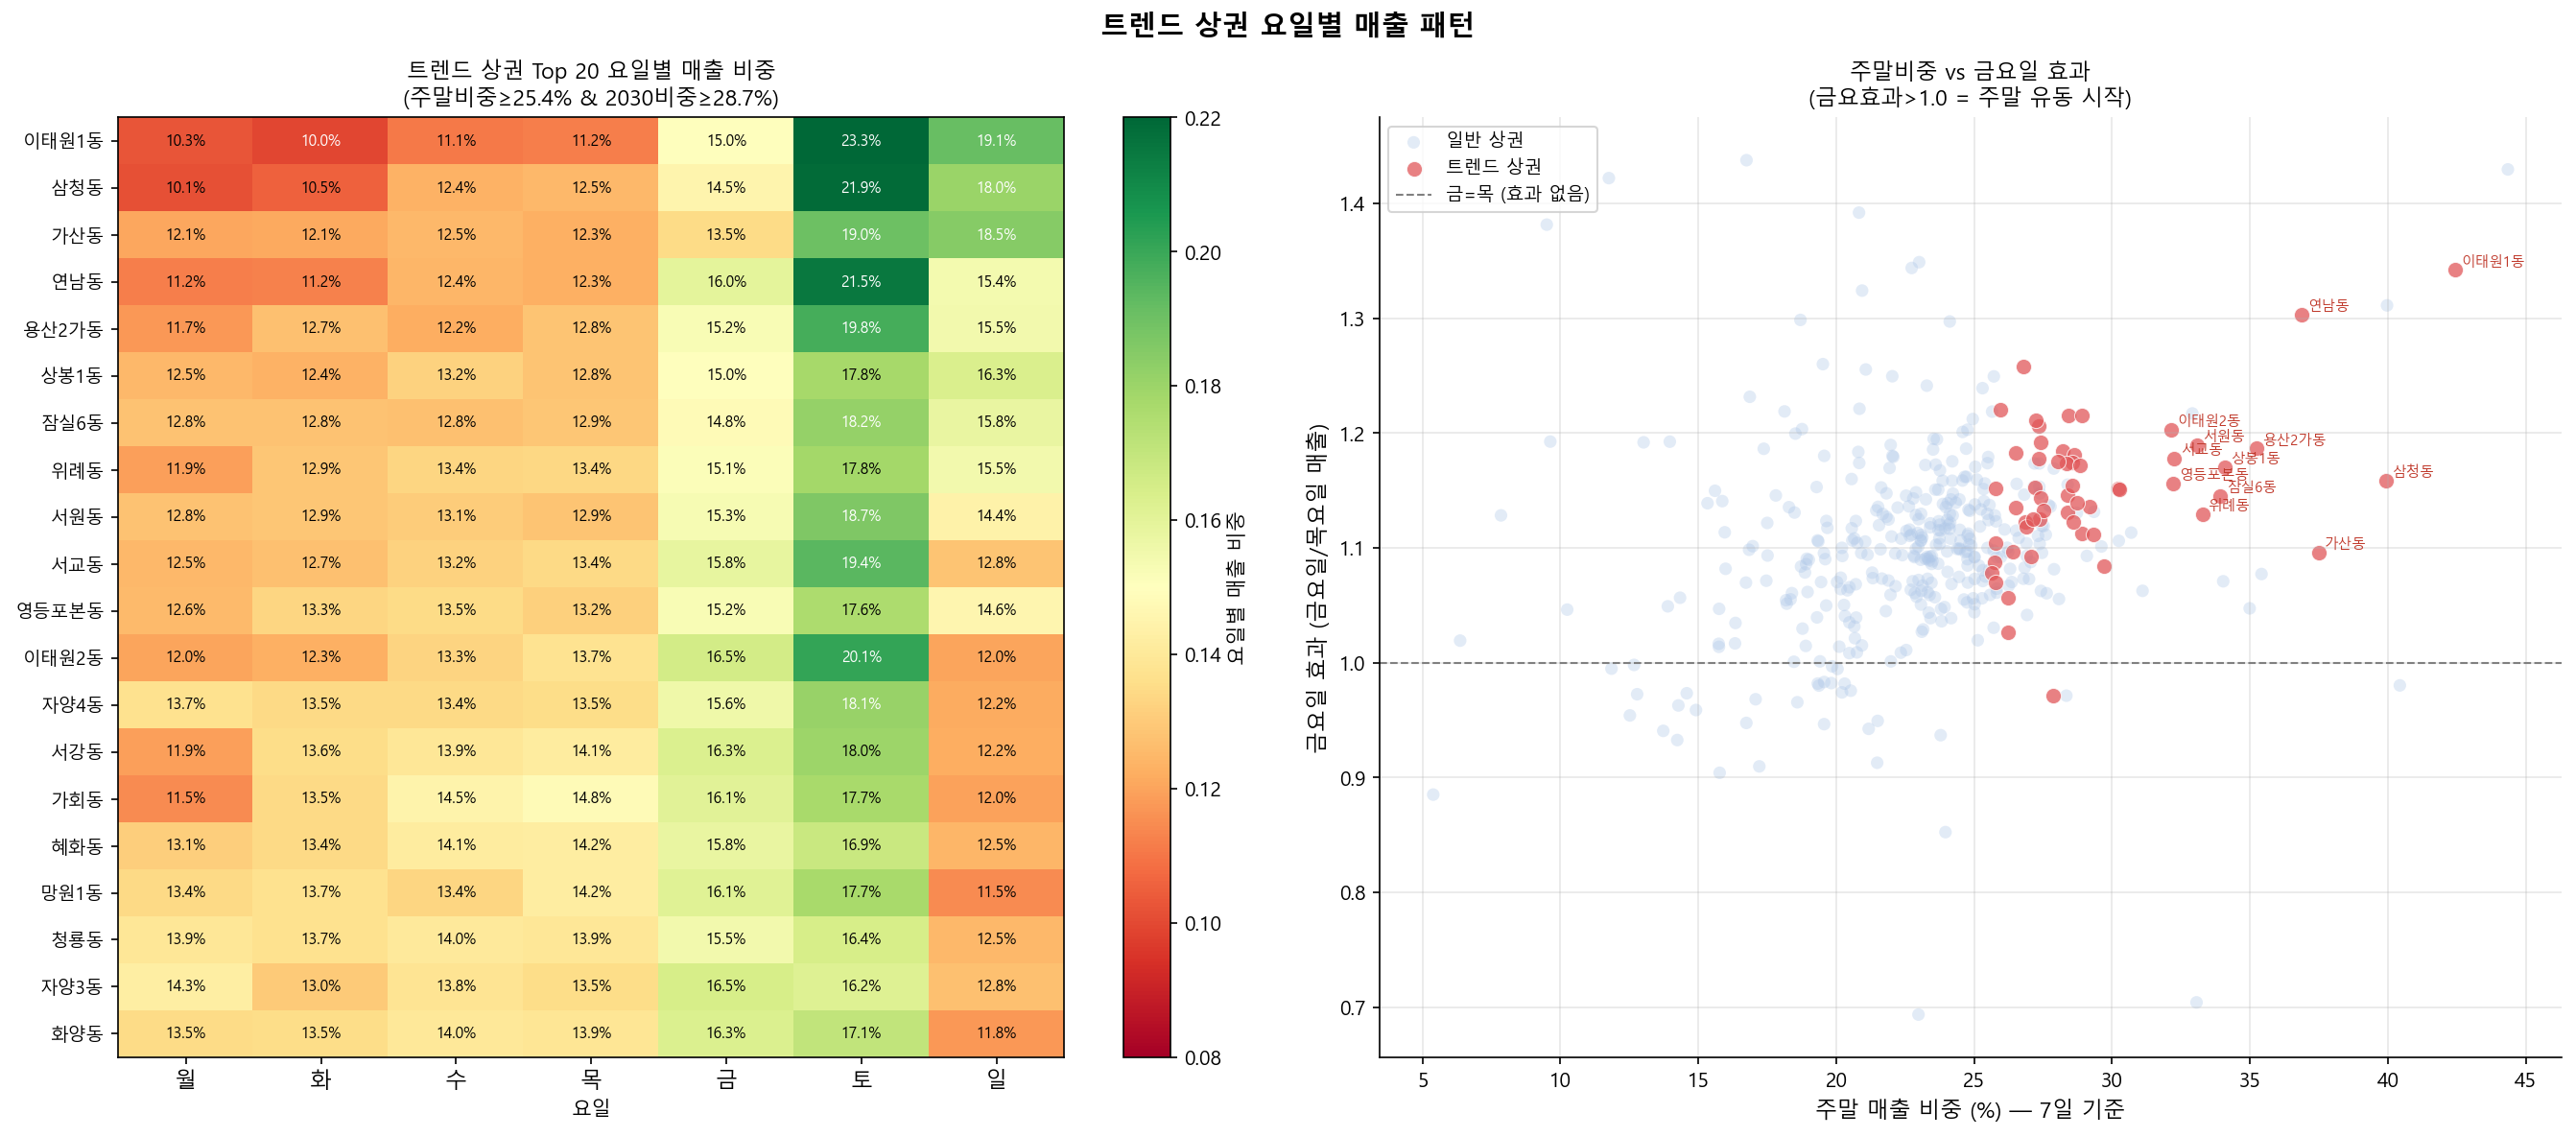 트렌드 상권 요일별 매출 패턴
트렌드 상권 Top 20 요일별 매출 비중
(주말비중≥25.4% & 2030비중≥28.7%)
이태원1동 10.3% 10.0% 11.1% 11.2% 15.0% 23.3% 19.1%
삼청동 10.1% 10.5% 12.4% 12.5% 14.5% 21.9% 18.0%
가산동 12.1% 12.1% 12.5% 12.3% 13.5% 19.0% 18.5%
연남동 11.2% 11.2% 12.4% 12.3% 16.0% 21.5% 15.4%
용산2가동 11.7% 12.7% 12.2% 12.8% 15.2% 19.8% 15.5%
상봉1동 12.5% 12.4% 13.2% 12.8% 15.0% 17.8% 16.3%
잠실6동 12.8% 12.8% 12.8% 12.9% 14.8% 18.2% 15.8%
위례동 11.9% 12.9% 13.4% 13.4% 15.1% 17.8% 15.5%
서원동 12.8% 12.9% 13.1% 12.9% 15.3% 18.7% 14.4%
서교동 12.5% 12.7% 13.2% 13.4% 15.8% 19.4% 12.8%
영등포본동 12.6% 13.3% 13.5% 13.2% 15.2% 17.6% 14.6%
이태원2동 12.0% 12.3% 13.3% 13.7% 16.5% 20.1% 12.0%
자양4동 13.7% 13.5% 13.4% 13.5% 15.6% 18.1% 12.2%
서강동 11.9% 13.6% 13.9% 14.1% 16.3% 18.0% 12.2%
가회동 11.5% 13.5% 14.5% 14.8% 16.1% 17.7% 12.0%
혜화동 13.1% 13.4% 14.1% 14.2% 15.8% 16.9% 12.5%
망원1동 13.4% 13.7% 13.4% 14.2% 16.1% 17.7% 11.5%
청룡동 13.9% 13.7% 14.0% 13.9% 15.5% 16.4% 12.5%
자양3동 14.3% 13.0% 13.8% 13.5% 16.5% 16.2% 12.8%
화양동 13.5% 13.5% 14.0% 13.9% 16.3% 17.1% 11.8%
월 화 수 목 금 토 일
요일
0.22
0.20
0.18
0.16
0.14
0.12
0.10
0.08
요일별 매출 비중
주말비중 vs 금요일 효과
(금요효과>1.0 = 주말 유동 시작)
일반 상권
트렌드 상권
금=목 (효과 없음)
금요일 효과 (금요일/목요일 매출)
1.4
1.3
1.2
1.1
1.0
0.9
0.8
0.7
이태원1동
연남동
이태원2동
서원동
용산2가동
서교동
상봉1동
삼청동
영등포본동
잠실6동
위례동
가산동
5 10 15 20 25 30 35 40 45
주말 매출 비중 (%) — 7일 기준